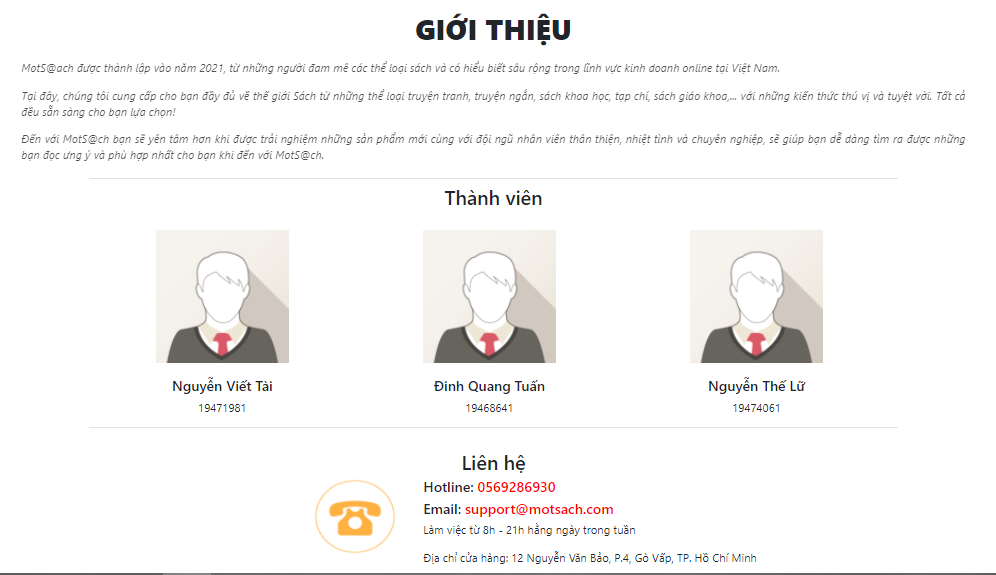 GIỚI THIỆU
MotS@ach được thành lập vào năm 2021, từ những người đam mê các thể loại sách và có hiểu biết sâu rộng trong lĩnh vực kinh doanh online tại Việt Nam.
Tại đây, chúng tôi cung cấp cho bạn đầy đủ về thế giới Sách từ những thể loại truyện tranh, truyện ngắn, sách khoa học, tạp chí, sách giáo khoa,... với những kiến thức thú vị và tuyệt vời. Tất cả
đều sẵn sàng cho bạn lựa chọn!
Đến với MotS@ch bạn sẽ yên tâm hơn khi được trải nghiệm những sản phẩm mới cùng với đội ngũ nhân viên thân thiện, nhiệt tình và chuyên nghiệp, sẽ giúp bạn dễ dàng tìm ra được những
bạn đọc ưng ý và phù hợp nhất cho bạn khi đến với MotS@ch.
Thành viên
Nguyễn Viết Tài
19471981
Đinh Quang Tuấn
19468641
Nguyễn Thế Lữ
19474061
Liên hệ
Hotline: 0569286930
Email: support@motsach.com
Làm việc từ 8h - 21h hằng ngày trong tuần
Địa chỉ cửa hàng: 12 Nguyễn Văn Bảo, P.4, Gò Vấp, TP. Hồ Chí Minh